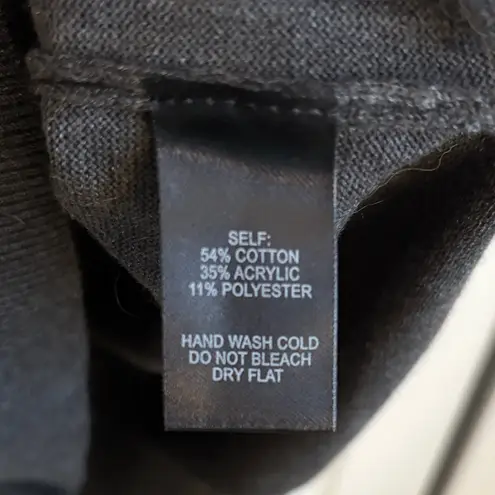 SELF:
54% COTTON
35% ACRYLIC
11% POLYESTER
HAND WASH COLD
DO NOT BLEACH
DRY FLAT